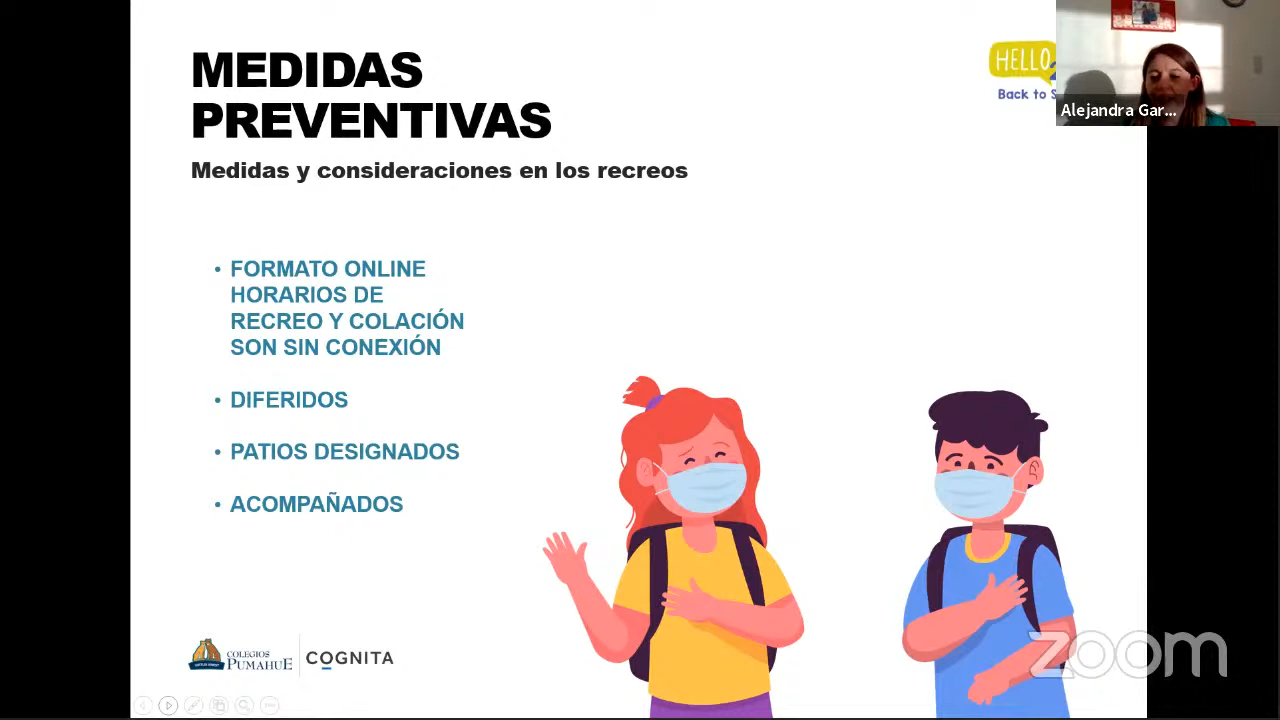 MEDIDAS
PREVENTIVAS
Medidas y consideraciones en los recreos
HELLO
Back to S
Alejandra Gar...
• FORMATO ONLINE
HORARIOS DE
RECREO Y COLACIÓN
SON SIN CONEXIÓN
• DIFERIDOS
• PATIOS DESIGNADOS
• ACOMPAÑADOS
COLEGIOS
PUMAHUE
COGNITA
zoom